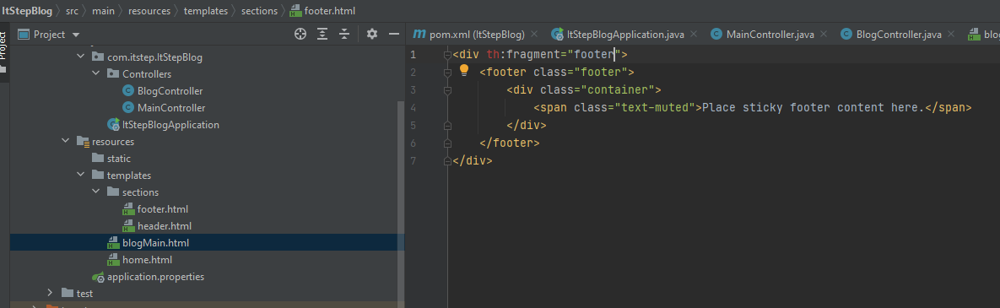 ItStepBlog src main resources templates sections footer.html
Project
Project
com.itstep.ItStepBlog
Controllers
BlogController
MainController
ItStepBlogApplication
resources
static
templates
sections
footer.html
header.html
blogMain.html
home.html
application.properties
test
pom.xml (ItStepBlog) ItStepBlogApplication.java MainController.java BlogController.java blog
1 <div th:fragment="footer">
2 <footer class="footer">
3 <div class="container">
4 <span class="text-muted">Place sticky footer content here.</span>
5 </div>
6 </footer>
7 </div>